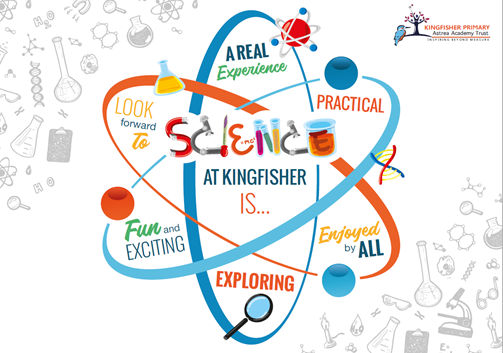 KINGFISHER PRIMARY
Astrea Academy Trust
INSPIRING BEYOND MEASURE
A REAL
Experience
PRACTICAL
LOOK
forward
to
SCIENCE
AT KINGFISHER
IS...
Fun and
EXCITING
Enjoyed
by ALL
EXPLORING